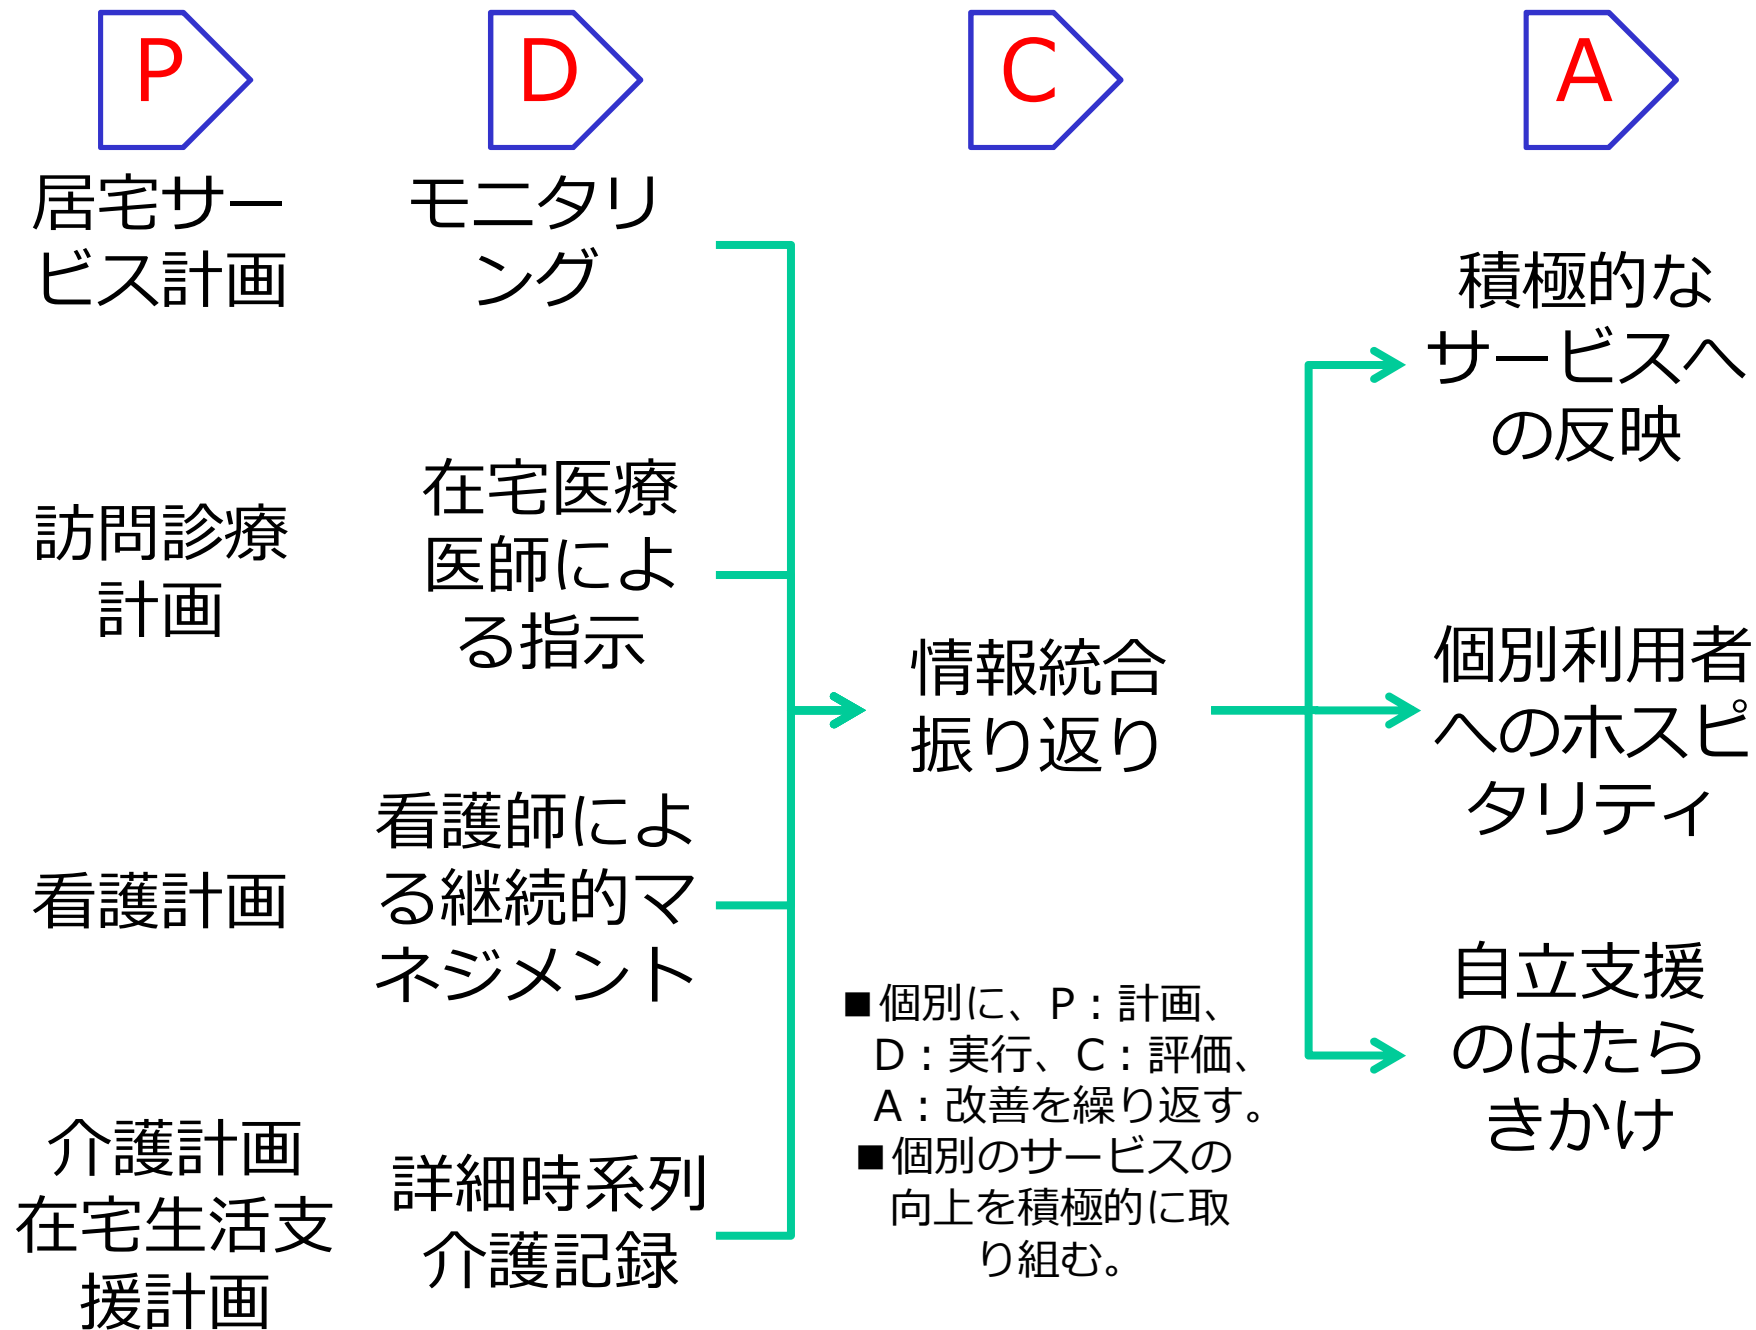 P
D
C
A
居宅サー
ビス計画
訪問診療
計画
看護計画
介護計画
在宅生活支
援計画
モニタリ
ング
在宅医療
医師によ
る指示
看護師によ
る継続的マ
ネジメント
詳細時系列
介護記録
情報統合
振り返り
■個別に、P：計画、
D：実行、C：評価、
A：改善を繰り返す。
■個別のサービスの
向上を積極的に取
り組む。
積極的な
サービスへ
の反映
個別利用者
へのホスピ
タリティ
自立支援
のはたら
きかけ